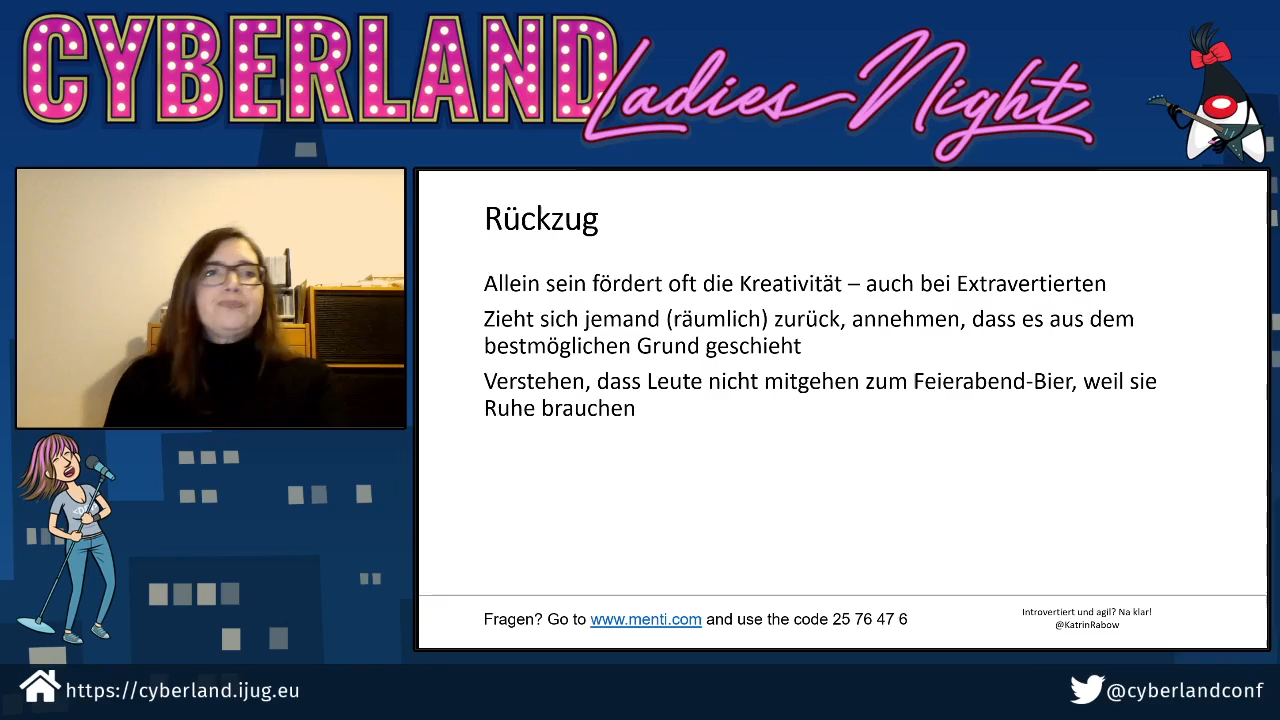 CYBERLAND Ladies Night
Rückzug
Allein sein fördert oft die Kreativität – auch bei Extravertierten
Zieht sich jemand (räumlich) zurück, annehmen, dass es aus dem
bestmöglichen Grund geschieht
Verstehen, dass Leute nicht mitgehen zum Feierabend-Bier, weil sie
Ruhe brauchen
Fragen? Go to www.menti.com and use the code 25 76 47 6
Introvertiert und agil? Na klar!
@KatrinRabow
https://cyberland.ijug.eu
@cyberlandconf